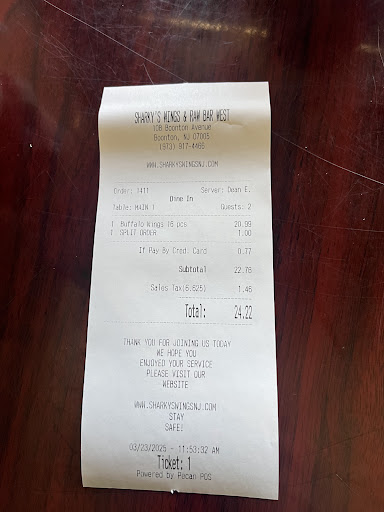 SHARKY'S WINGS & RAW BAR WEST
106 Boonton Avenue
Boonton, NJ 07005
(973) 917-4466
WWW.SHARKYSWINGSNJ.COM
Order: 1411 Server: Dean E.
Dine In
Table: MAIN 1 Guests: 2
1 Buffalo Wings 16 pcs 20.99
1 SPLIT ORDER 1.00
If Pay By Cred. Card 0.77
Subtotal 22.76
Sales Tax(6.625) 1.46
Total: 24.22
THANK YOU FOR JOINING US TODAY
WE HOPE YOU
ENJOYED YOUR SERVICE
PLEASE VISIT OUR
WEBSITE
WWW.SHARKYSWINGSNJ.COM
STAY
SAFE!
03/23/2025 - 11:53:32 AM
Ticket: 1
Powered by Pecan POS